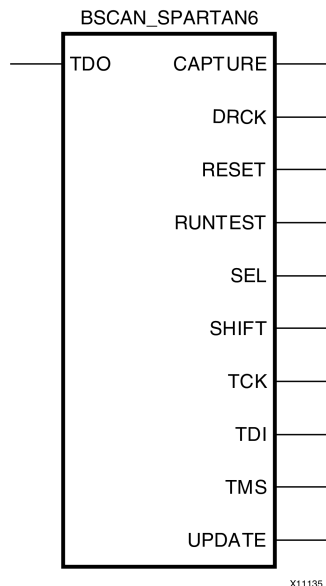 BSCAN_SPARTAN6
TDO CAPTURE
DRCK
RESET
RUNTEST
SEL
SHIFT
TCK
TDI
TMS
UPDATE
X11135